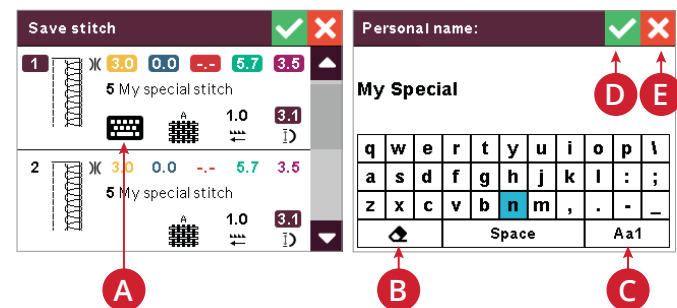 Save stitch
1 3.0 0.0 -.- 5.7 3.5
5 My special stitch
A 1.0 3.1
2 3.0 0.0 -.- 5.7 3.5
5 My special stitch
A 1.0 3.1
A
Personal name:
My Special
D E
q w e r t y u i o p \
a s d f g h j k l : ;
z x c v b n m , . - _
Space Aa1
B C